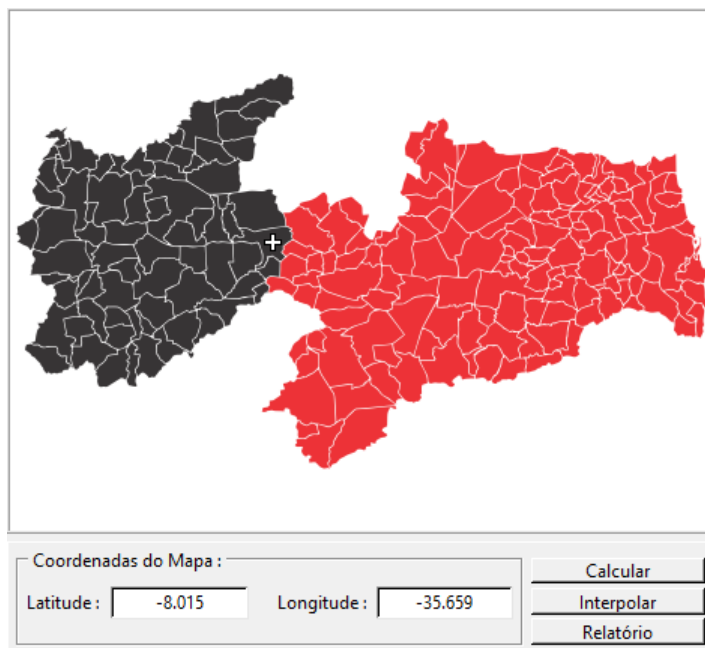 Coordenadas do Mapa :
Latitude : -8.015 Longitude : -35.659
Calcular
Interpolar
Relatório